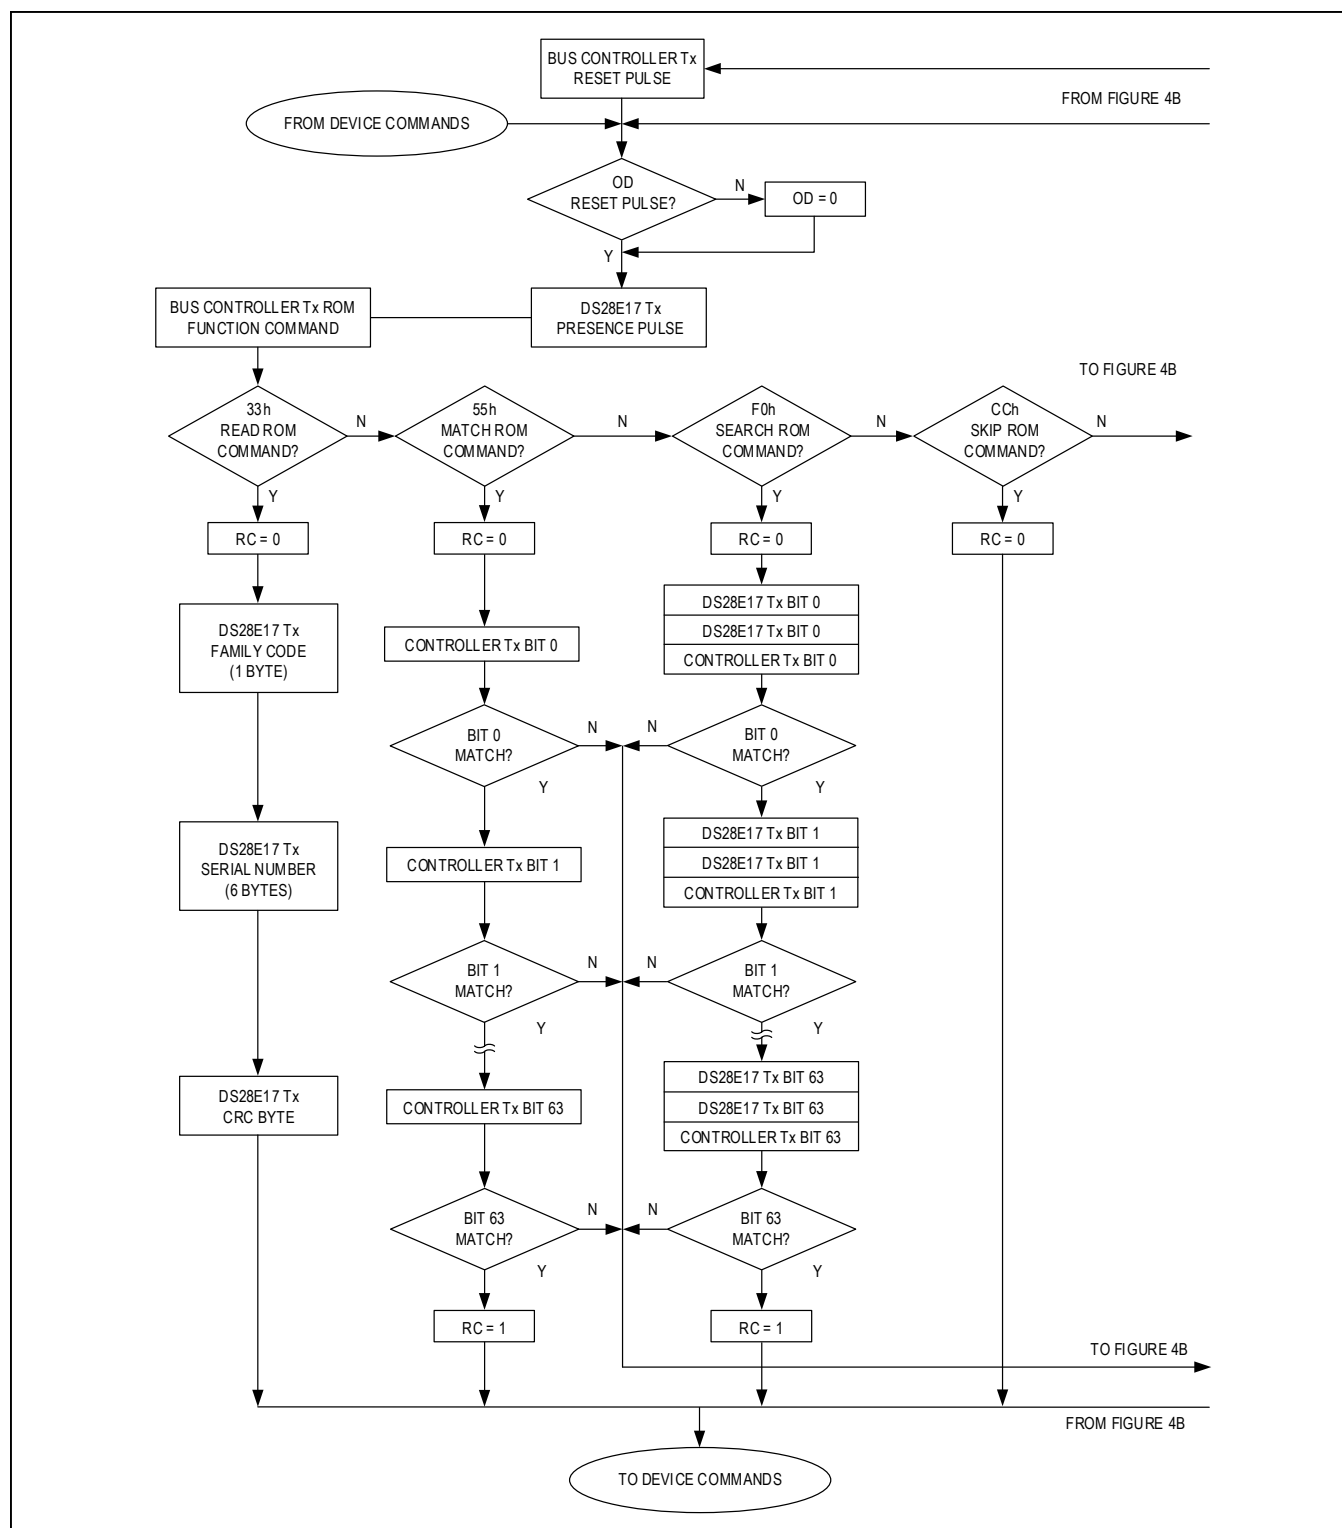 BUS CONTROLLER Tx
RESET PULSE
FROM FIGURE 4B
FROM DEVICE COMMANDS
OD
RESET PULSE?
N
OD = 0
Y
BUS CONTROLLER Tx ROM
FUNCTION COMMAND
DS28E17 Tx
PRESENCE PULSE
TO FIGURE 4B
33h
READ ROM
COMMAND?
N
55h
MATCH ROM
COMMAND?
N
F0h
SEARCH ROM
COMMAND?
N
CCh
SKIP ROM
COMMAND?
N
Y
Y
Y
Y
RC = 0
RC = 0
RC = 0
RC = 0
DS28E17 Tx
FAMILY CODE
(1 BYTE)
CONTROLLER Tx BIT 0
DS28E17 Tx BIT 0
DS28E17 Tx BIT 0
CONTROLLER Tx BIT 0
BIT 0
MATCH?
N
N
BIT 0
MATCH?
Y
Y
DS28E17 Tx
SERIAL NUMBER
(6 BYTES)
CONTROLLER Tx BIT 1
DS28E17 Tx BIT 1
DS28E17 Tx BIT 1
CONTROLLER Tx BIT 1
BIT 1
MATCH?
N
N
BIT 1
MATCH?
Y
Y
DS28E17 Tx
CRC BYTE
CONTROLLER Tx BIT 63
DS28E17 Tx BIT 63
DS28E17 Tx BIT 63
CONTROLLER Tx BIT 63
BIT 63
MATCH?
N
N
BIT 63
MATCH?
Y
Y
RC = 1
RC = 1
TO FIGURE 4B
FROM FIGURE 4B
TO DEVICE COMMANDS